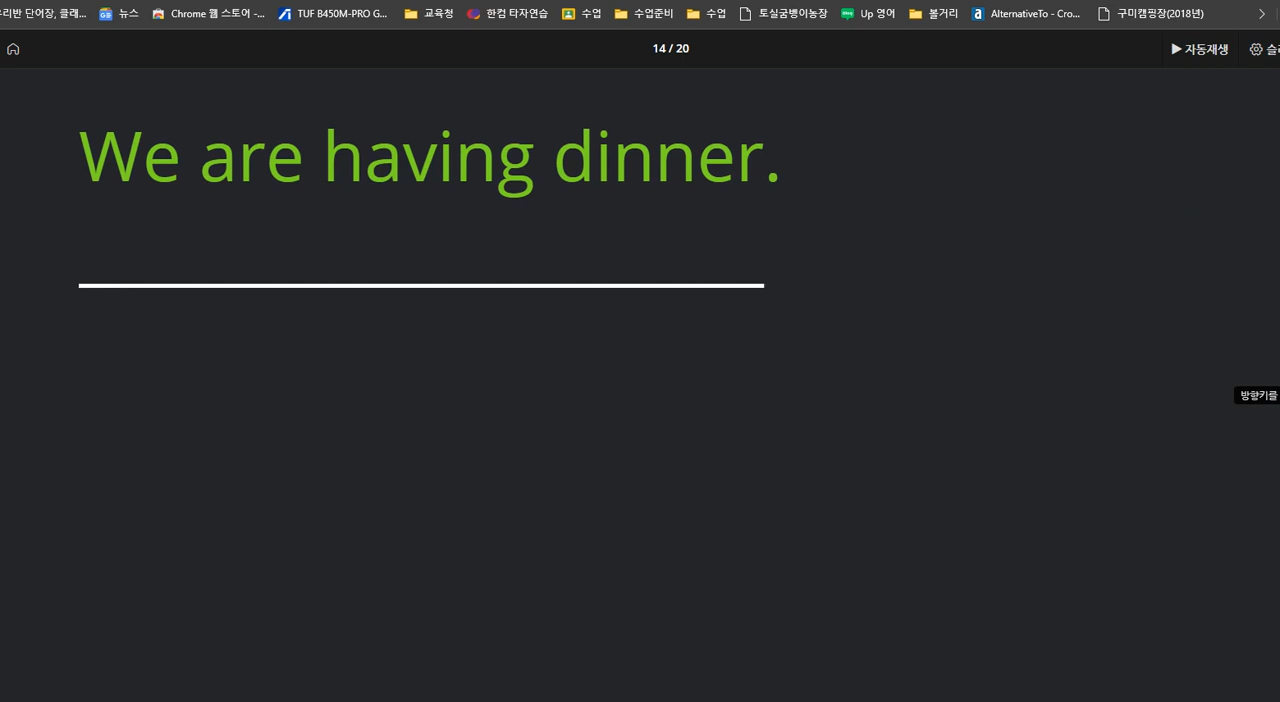 리반 단어장, 클래... 뉴스 Chrome 웹 스토어 -... TUF B450M-PRO G... 교육청 한컴 타자연습 수업 수업준비 수업 토실굼벵이농장 Up 영어 볼거리 AlternativeTo - Cro... 구미캠핑장(2018년)
14 / 20 자동재생
We are having dinner.
방향키를